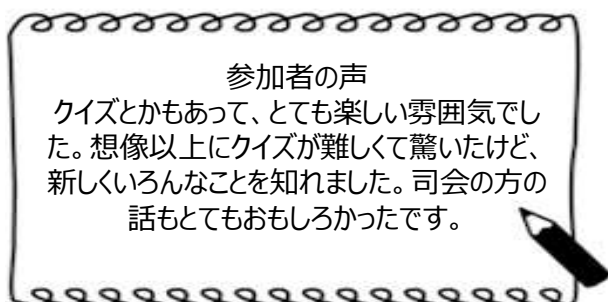 参加者の声
クイズとかもあって、とても楽しい雰囲気でし
た。想像以上にクイズが難しくて驚いたけど、
新しくいろんなことを知れました。司会の方の
話もとてもおもしろかったです。